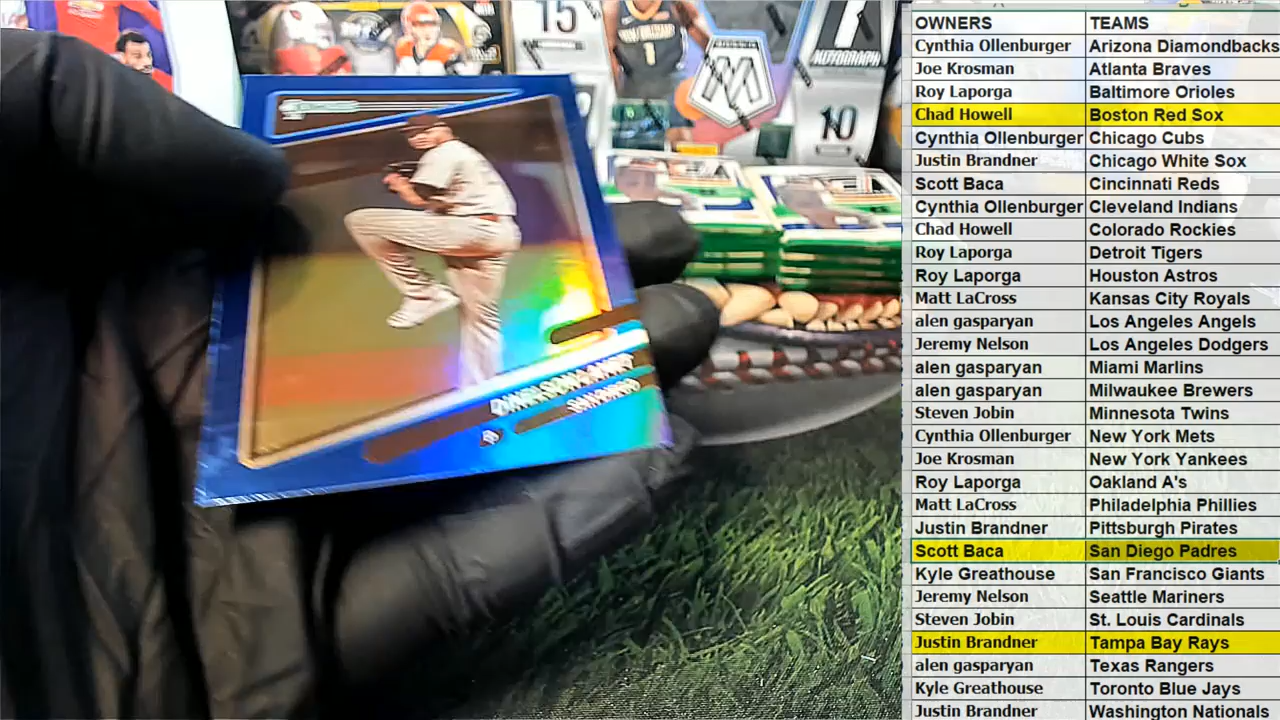 15
1
AUTOGRAPH
10
SAN DIEGO
OWNERS TEAMS
Cynthia Ollenburger Arizona Diamondbacks
Joe Krosman Atlanta Braves
Roy Laporga Baltimore Orioles
Chad Howell Boston Red Sox
Cynthia Ollenburger Chicago Cubs
Justin Brandner Chicago White Sox
Scott Baca Cincinnati Reds
Cynthia Ollenburger Cleveland Indians
Chad Howell Colorado Rockies
Roy Laporga Detroit Tigers
Roy Laporga Houston Astros
Matt LaCross Kansas City Royals
alen gasparyan Los Angeles Angels
Jeremy Nelson Los Angeles Dodgers
alen gasparyan Miami Marlins
alen gasparyan Milwaukee Brewers
Steven Jobin Minnesota Twins
Cynthia Ollenburger New York Mets
Joe Krosman New York Yankees
Roy Laporga Oakland A's
Matt LaCross Philadelphia Phillies
Justin Brandner Pittsburgh Pirates
Scott Baca San Diego Padres
Kyle Greathouse San Francisco Giants
Jeremy Nelson Seattle Mariners
Steven Jobin St. Louis Cardinals
Justin Brandner Tampa Bay Rays
alen gasparyan Texas Rangers
Kyle Greathouse Toronto Blue Jays
Justin Brandner Washington Nationals